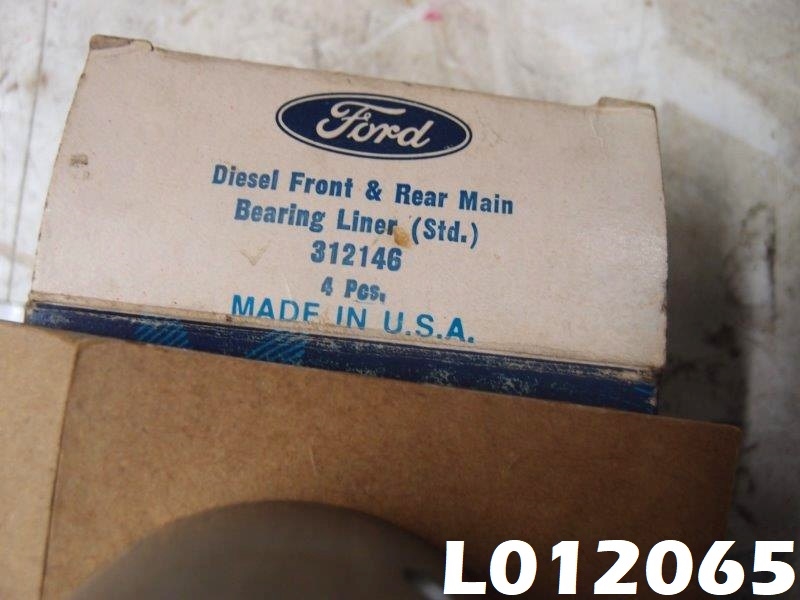 Ford
Diesel Front & Rear Main
Bearing Liner (Std.)
312146
4 Pcs.
MADE IN U.S.A.
L012065